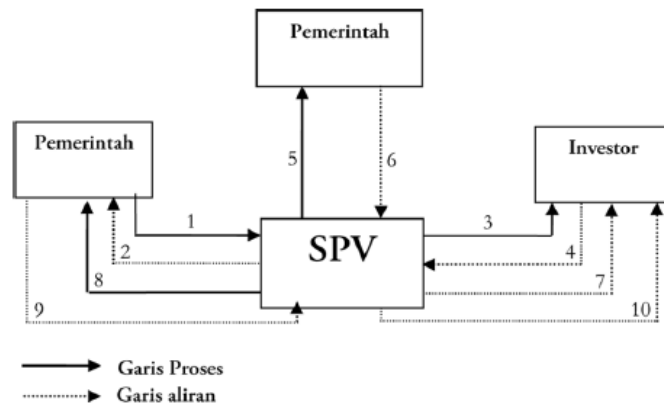 Pemerintah
Pemerintah
Investor
5
6
1
SPV
3
2
4
8
7
9
10
Garis Proses
Garis aliran